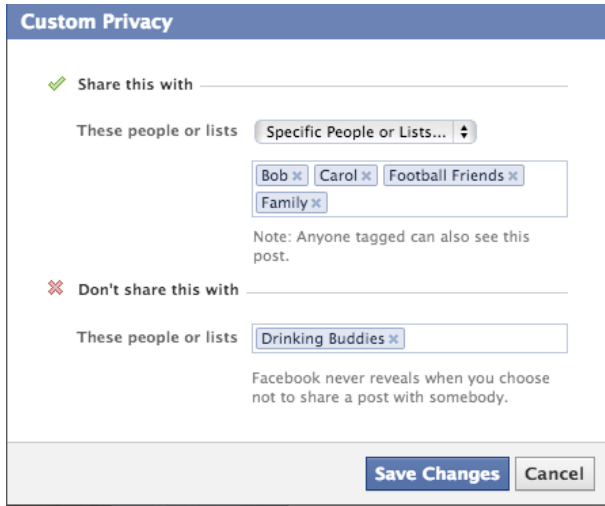 Custom Privacy
Share this with
These people or lists Specific People or Lists...
Bob × Carol × Football Friends ×
Family ×
Note: Anyone tagged can also see this
post.
Don't share this with
These people or lists Drinking Buddies ×
Facebook never reveals when you choose
not to share a post with somebody.
Save Changes Cancel